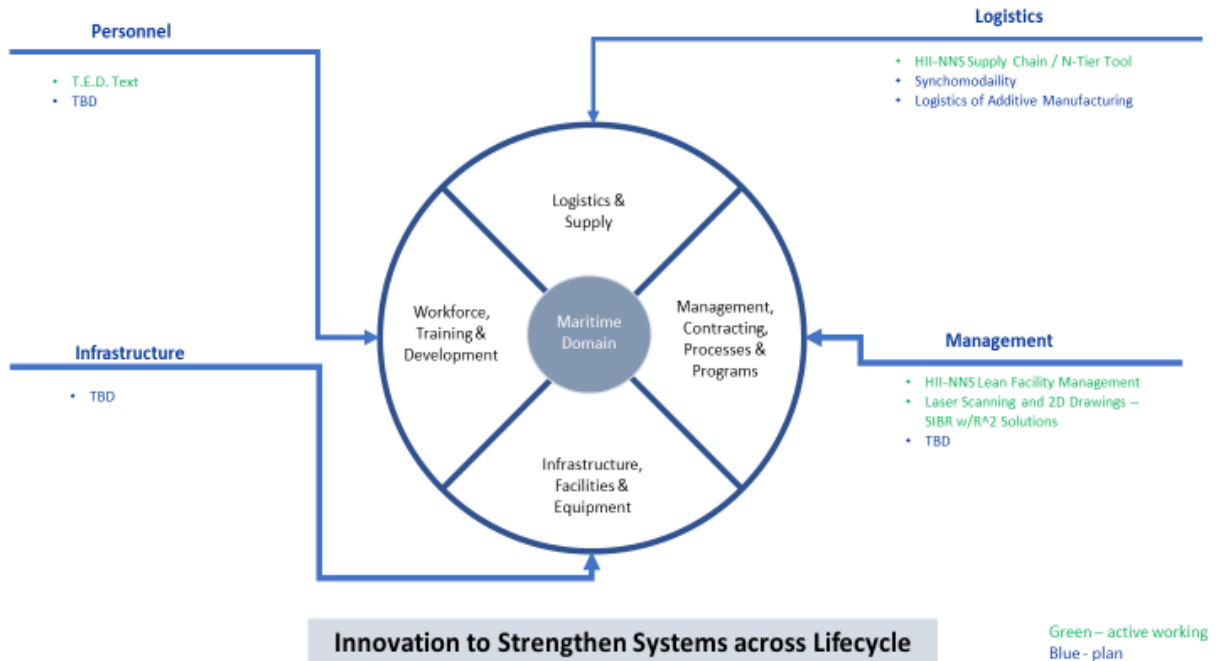 Personnel
• T.E.D. Text
• TBD
Logistics
• HII-NNS Supply Chain / N-Tier Tool
• Synchomodaility
• Logistics of Additive Manufacturing
Logistics &
Supply
Workforce,
Training &
Development
Maritime
Domain
Management,
Contracting,
Processes &
Programs
Infrastructure,
Facilities &
Equipment
Infrastructure
• TBD
Management
• HII-NNS Lean Facility Management
• Laser Scanning and 2D Drawings –
SIBR w/R^2 Solutions
• TBD
Innovation to Strengthen Systems across Lifecycle
Green – active working
Blue - plan